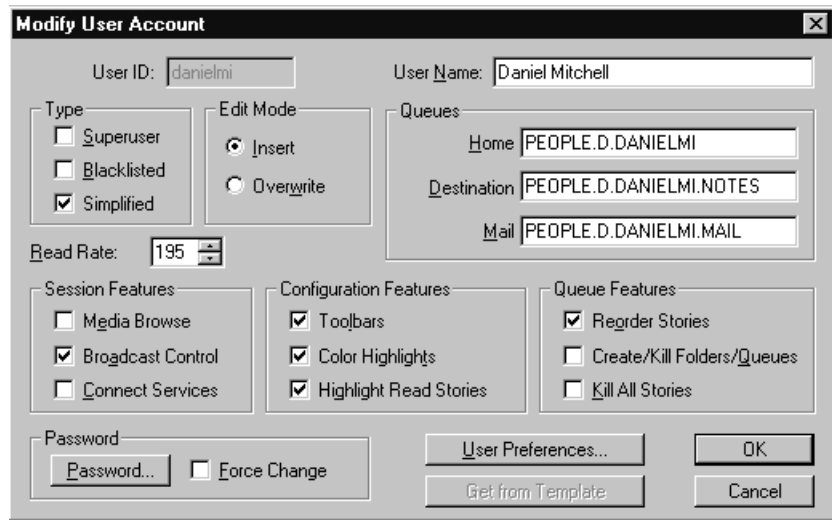 Modify User Account
User ID: danielmi
User Name: Daniel Mitchell
Type
Superuser
Blacklisted
Simplified
Edit Mode
Insert
Overwrite
Queues
Home PEOPLE.D.DANIELMI
Destination PEOPLE.D.DANIELMI.NOTES
Mail PEOPLE.D.DANIELMI.MAIL
Read Rate: 195
Session Features
Media Browse
Broadcast Control
Connect Services
Configuration Features
Toolbars
Color Highlights
Highlight Read Stories
Queue Features
Reorder Stories
Create/Kill Folders/Queues
Kill All Stories
Password
Password...
Force Change
User Preferences...
OK
Get from Template
Cancel